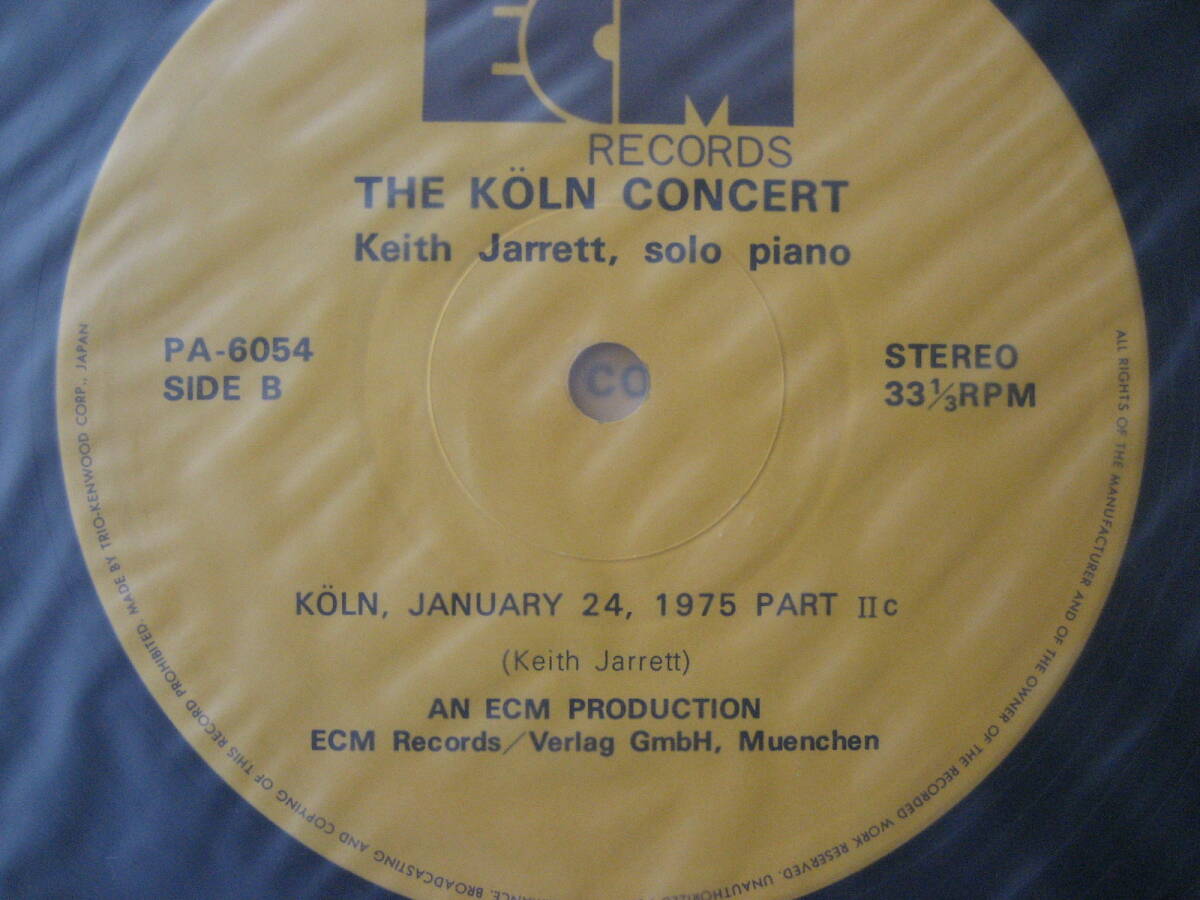 ECM
RECORDS
THE KÖLN CONCERT
Keith Jarrett, solo piano
PA-6054
SIDE B
STEREO
33⅓RPM
CO
KÖLN, JANUARY 24, 1975 PART IIc
(Keith Jarrett)
AN ECM PRODUCTION
ECM Records/Verlag GmbH, Muenchen
ALL RIGHTS OF THE MANUFACTURER AND OF THE OWNER OF THE RECORDED WORK RESERVED. UNAUTHORIZED
BROADCASTING AND COPYING OF THIS RECORD PROHIBITED. MADE BY TRIO-KENWOOD CORP., JAPAN